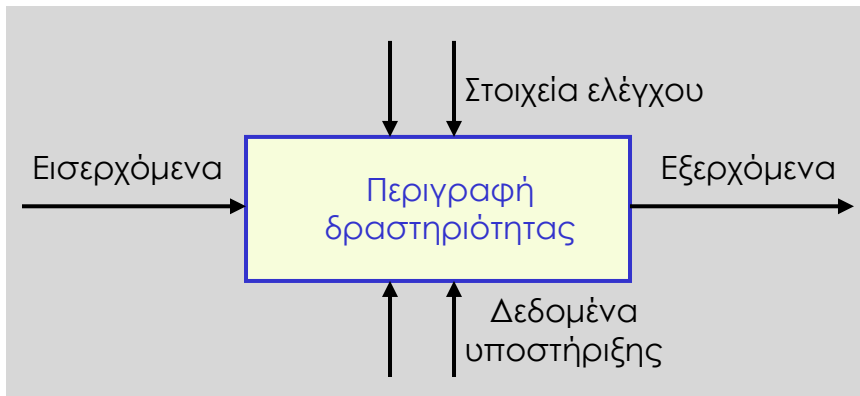 Στοιχεία ελέγχου
Εισερχόμενα
Εξερχόμενα
Περιγραφή
δραστηριότητας
Δεδομένα
υποστήριξης